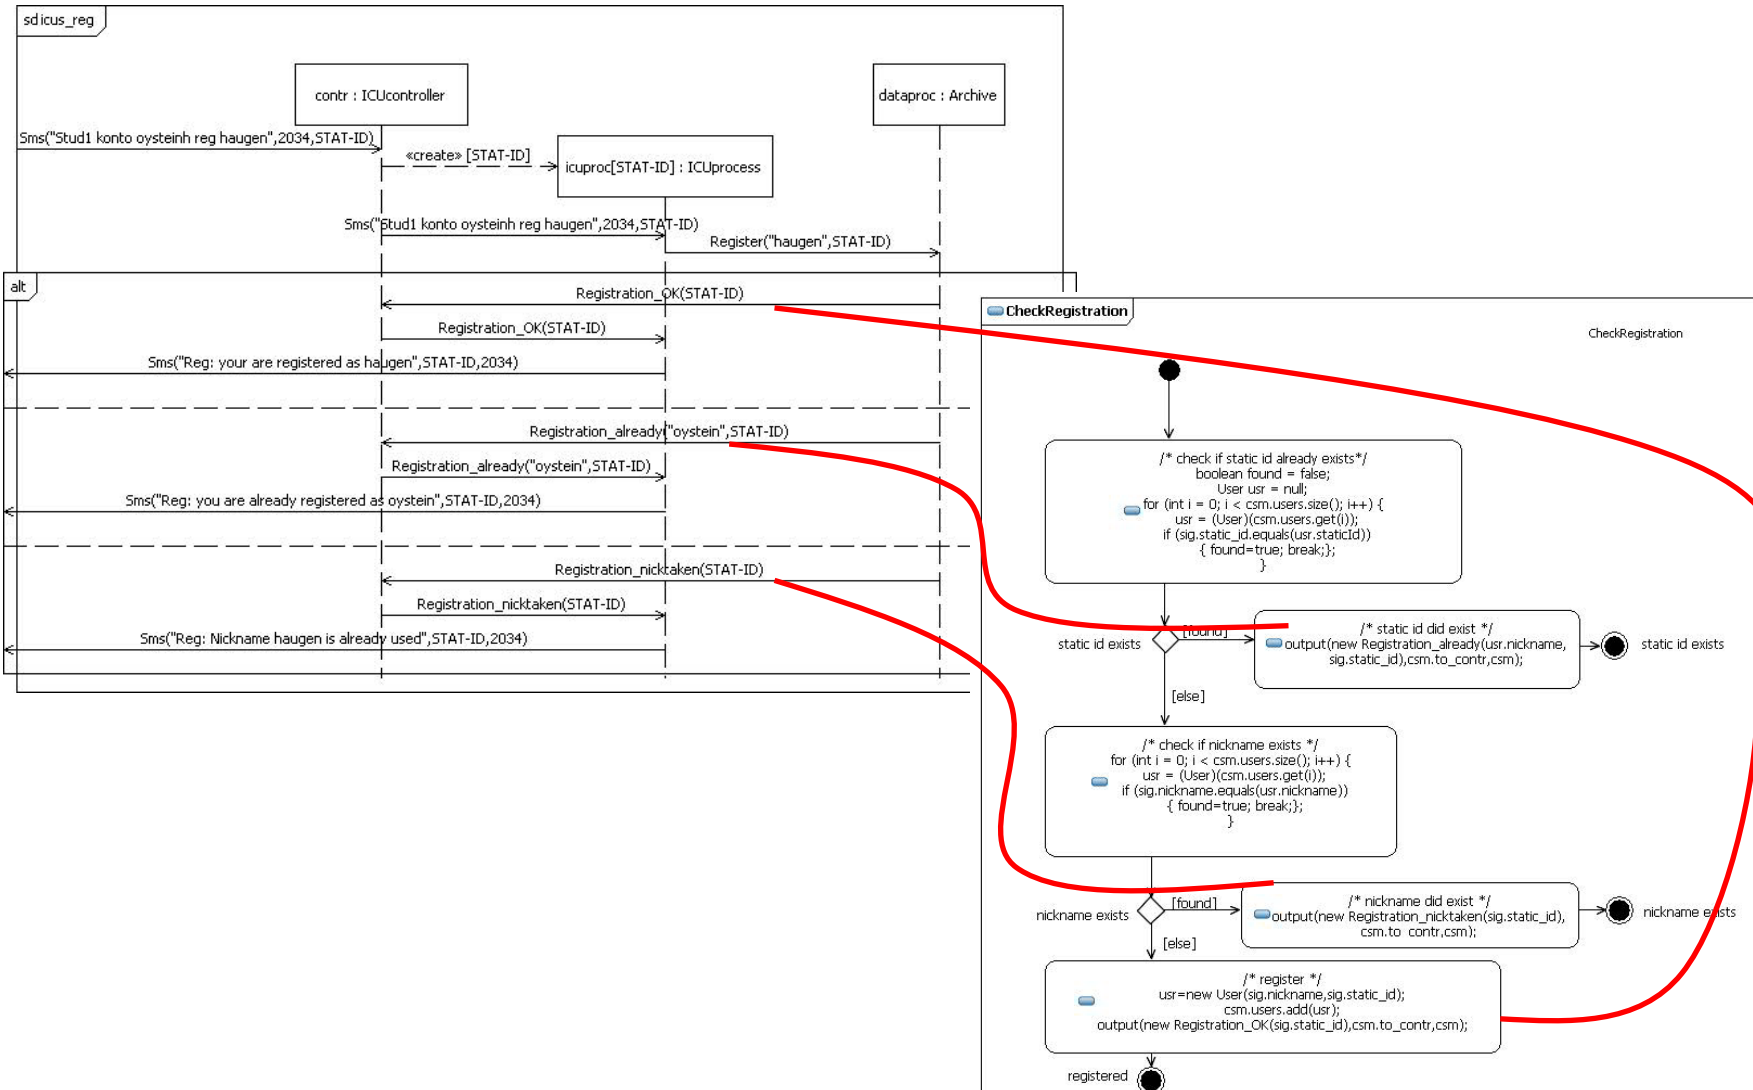 sd icus_reg
contr : ICUcontroller
dataproc : Archive
Sms("Stud1 konto oysteinh reg haugen",2034,STAT-ID)
«create» [STAT-ID]
icuproc[STAT-ID] : ICUprocess
Sms("Stud1 konto oysteinh reg haugen",2034,STAT-ID)
Register("haugen",STAT-ID)
alt
Registration_OK(STAT-ID)
Registration_OK(STAT-ID)
Sms("Reg: your are registered as haugen",STAT-ID,2034)
Registration_already("oystein",STAT-ID)
Registration_already("oystein",STAT-ID)
Sms("Reg: you are already registered as oystein",STAT-ID,2034)
Registration_nicktaken(STAT-ID)
Registration_nicktaken(STAT-ID)
Sms("Reg: Nickname haugen is already used",STAT-ID,2034)
CheckRegistration
CheckRegistration
/* check if static id already exists*/
boolean found = false;
User usr = null;
for (int i = 0; i < csm.users.size(); i++) {
usr = (User)(csm.users.get(i));
if (sig.static_id.equals(usr.staticId))
{ found=true; break;};
}
static id exists
[found]
/* static id did exist */
output(new Registration_already(usr.nickname,
sig.static_id),csm.to_contr,csm);
static id exists
[else]
/* check if nickname exists */
for (int i = 0; i < csm.users.size(); i++) {
usr = (User)(csm.users.get(i));
if (sig.nickname.equals(usr.nickname))
{ found=true; break;};
}
nickname exists
[found]
/* nickname did exist */
output(new Registration_nicktaken(sig.static_id),
csm.to_contr,csm);
nickname exists
[else]
/* register */
usr=new User(sig.nickname,sig.static_id);
csm.users.add(usr);
output(new Registration_OK(sig.static_id),csm.to_contr,csm);
registered